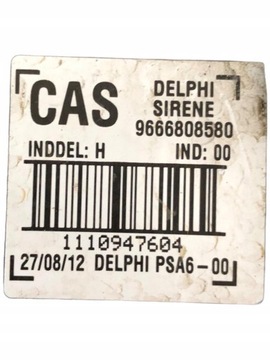 CAS DELPHI
SIRENE
9666808580
INDDEL: H IND: 00
1110947604
27/08/12 DELPHI PSA6-00